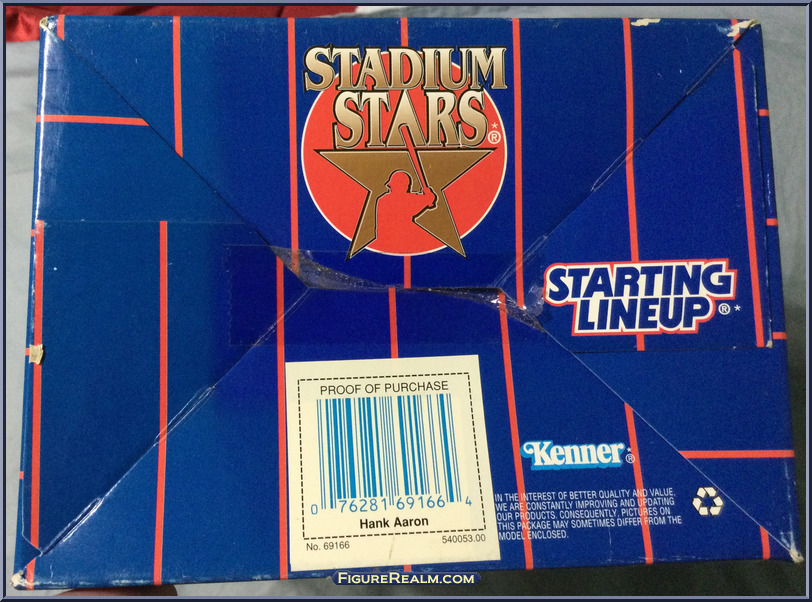 STADIUM
STARS*®
STARTING
LINEUP®*
PROOF OF PURCHASE
0 76281 69166 4
Hank Aaron
No. 69166 540053.00
Kenner®
IN THE INTEREST OF BETTER QUALITY AND VALUE,
WE ARE CONSTANTLY IMPROVING AND UPDATING
OUR PRODUCTS. CONSEQUENTLY, PICTURES ON
THIS PACKAGE MAY SOMETIMES DIFFER FROM THE
MODEL ENCLOSED.
FIGUREREALM.COM